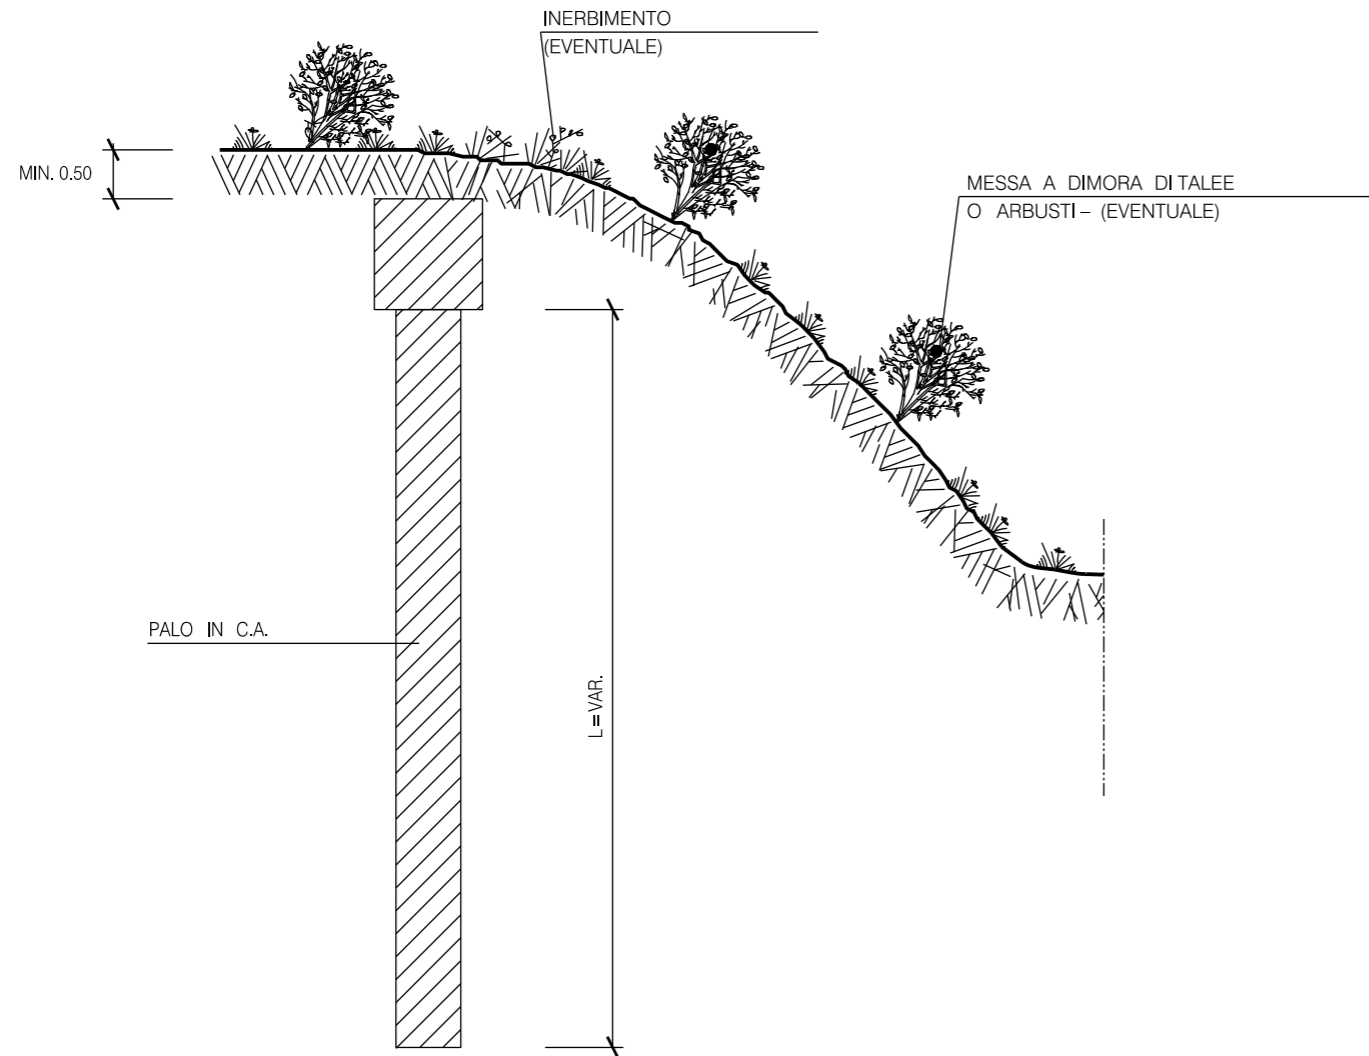 INERBIMENTO
(EVENTUALE)
MIN. 0.50
MESSA A DIMORA DI TALEE
O ARBUSTI - (EVENTUALE)
PALO IN C.A.
L=VAR.